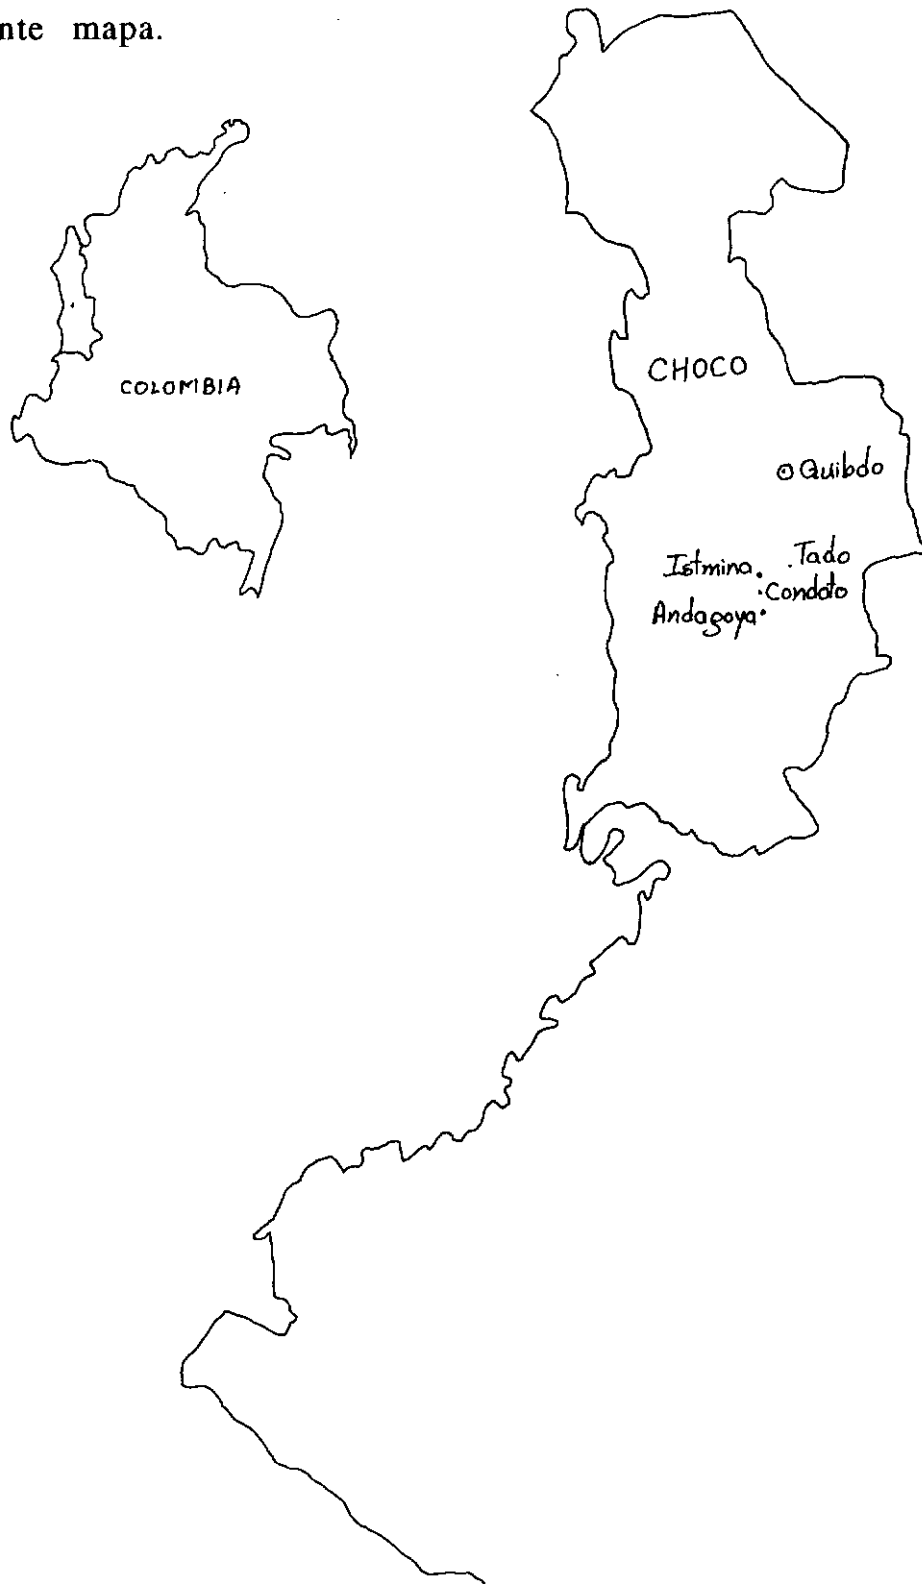 nte mapa.
COLOMBIA
CHOCO
Quibdo
Istmina
Tado
Condoto
Andagoya